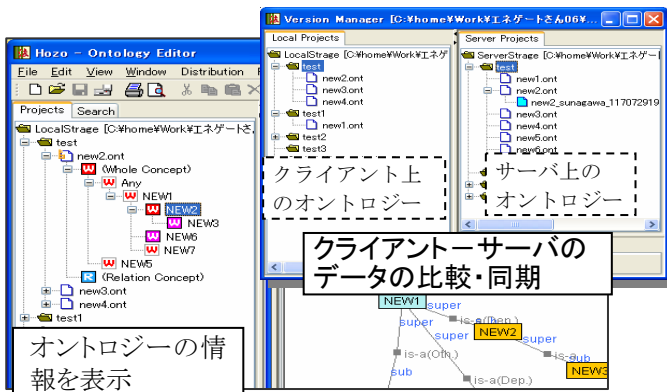 Version Manager [C:¥home¥Work¥エネゲートさん06¥...
Local Projects
Server Projects
LocalStrage [C:¥home¥Work¥エネゲ
test
new2.ont
new3.ont
new4.ont
test1
new1.ont
test2
test3
ServerStrage [C:¥home¥Work¥エネゲー
test
new1.ont
new2.ont
new2_sunagawa_117072919
new3.ont
new4.ont
new5.ont
new6.ont
クライアント上
のオントロジー
サーバ上の
オントロジー
クライアントーサーバの
データの比較・同期
Hozo - Ontology Editor
File Edit View Window Distribution
Projects Search
LocalStrage [C:¥home¥Work¥エネゲートさ
test
new2.ont
(Whole Concept)
Any
NEW1
NEW2
NEW3
NEW6
NEW7
NEW5
(Relation Concept)
new3.ont
new4.ont
test1
オントロジーの情
報を表示
NEW1
super
super
is-a(Dep.)
super
NEW2
super
is-a(Oth.)
sub
sub
NEW3
is-a(Dep.)